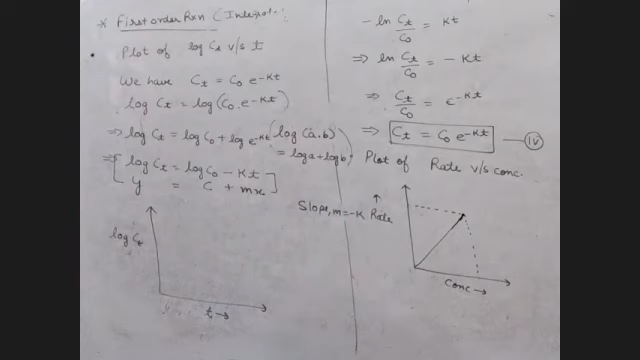 * First order Rxn (Integrat
Plot of log Ct v/s t
We have Ct = C0 e-Kt
log Ct = log (C0 . e-Kt)
⇒ log Ct = log C0 + log e-Kt (log(a.b) = loga + logb)
⇒ [log Ct = log C0 - Kt
y = C + mx]
log Ct
t →
- ln Ct/C0 = Kt
⇒ ln Ct/C0 = - Kt
⇒ Ct/C0 = e-Kt
⇒ Ct = C0 e-Kt — IV
Plot of Rate v/s conc.
Slope, m = -K
↑ Rate
Conc →